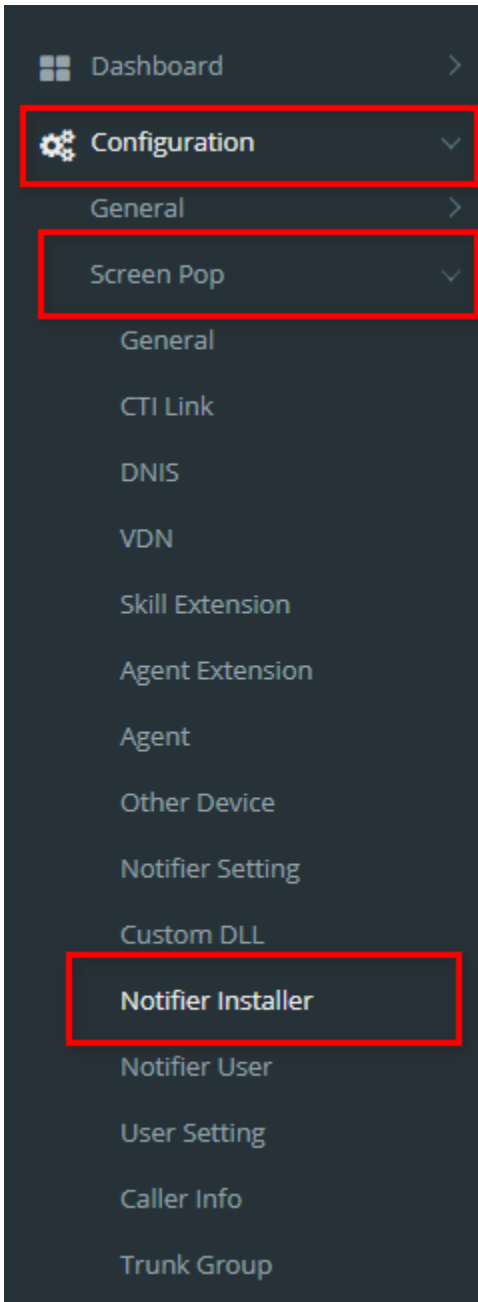 Dashboard
Configuration
General
Screen Pop
General
CTI Link
DNIS
VDN
Skill Extension
Agent Extension
Agent
Other Device
Notifier Setting
Custom DLL
Notifier Installer
Notifier User
User Setting
Caller Info
Trunk Group